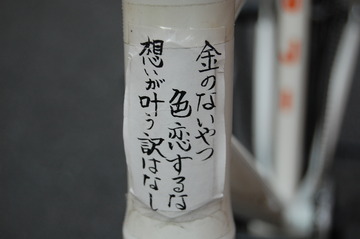 金のないやつ
色恋するな
想いが叶う訳はなし